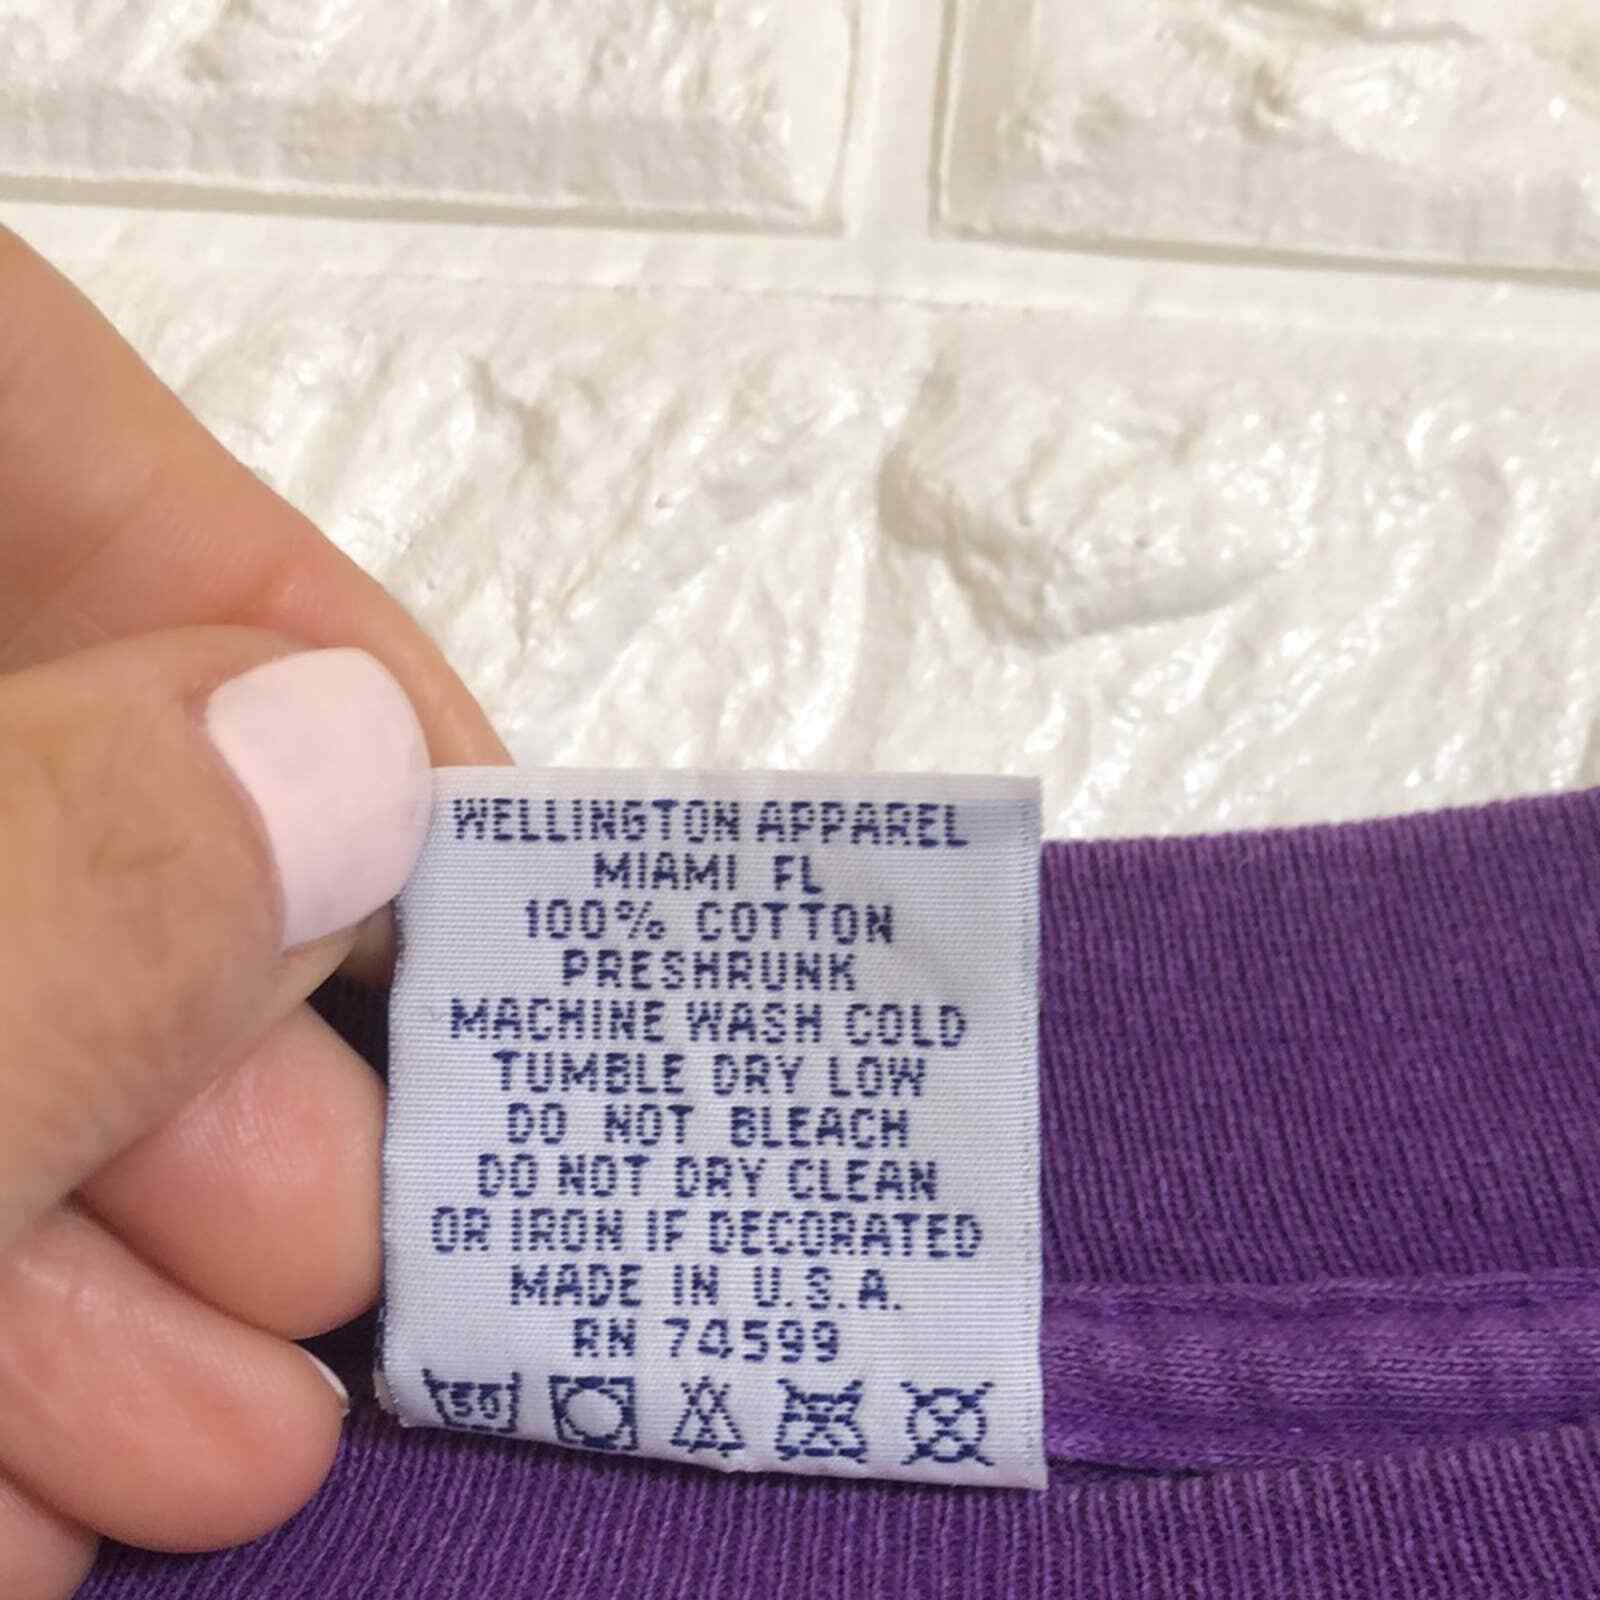 WELLINGTON APPAREL
MIAMI FL
100% COTTON
PRESHRUNK
MACHINE WASH COLD
TUMBLE DRY LOW
DO NOT BLEACH
DO NOT DRY CLEAN
OR IRON IF DECORATED
MADE IN U.S.A.
RN 74599
50